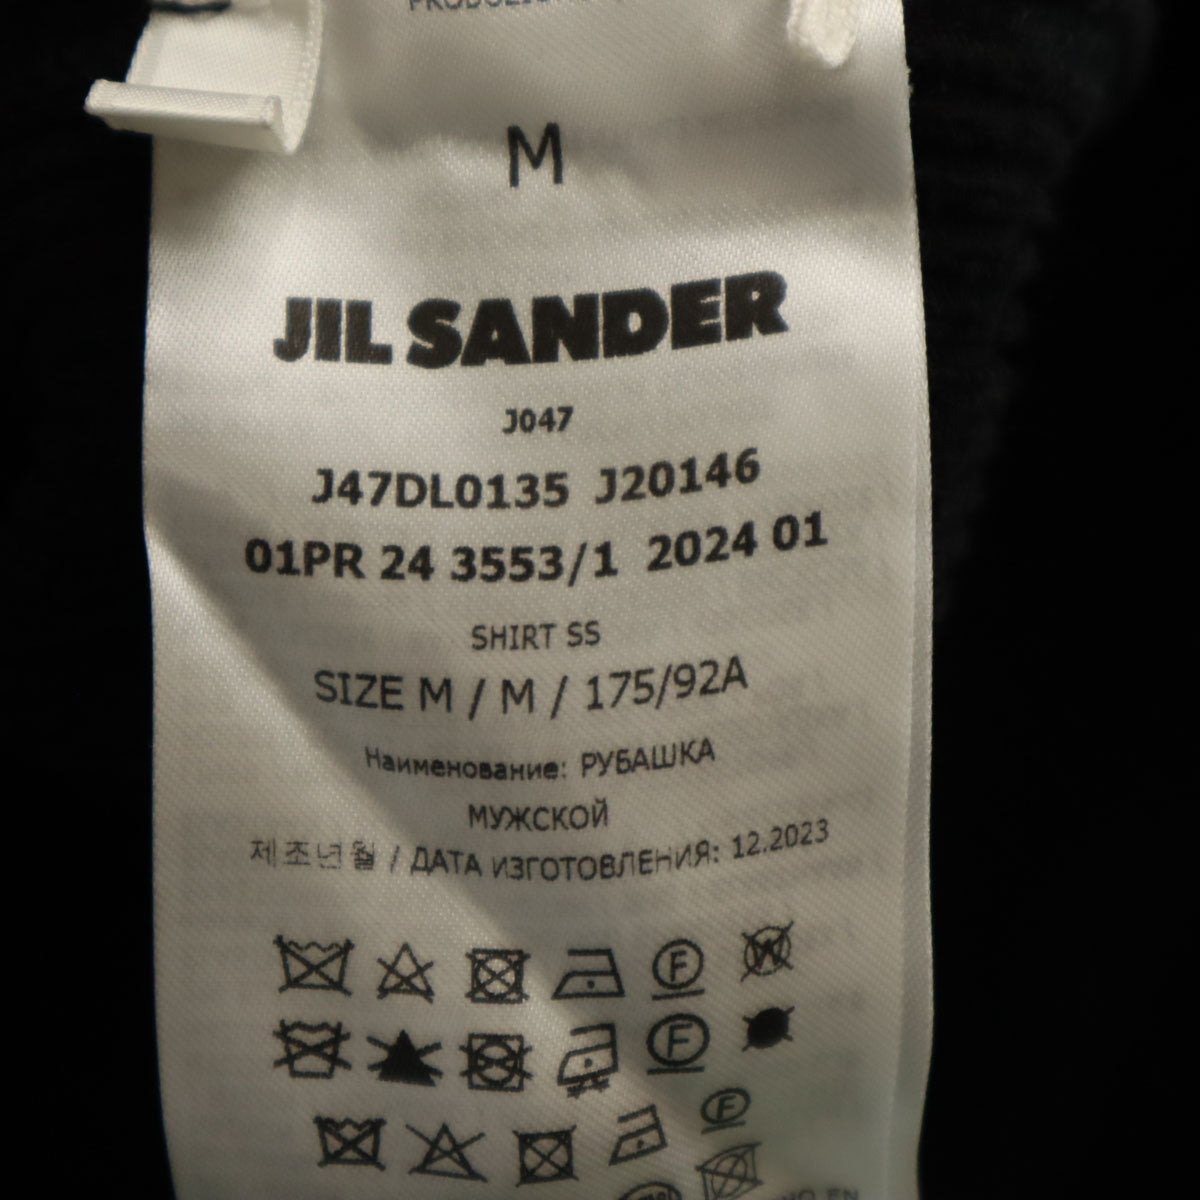 M
JIL SANDER
J047
J47DL0135 J20146
01PR 24 3553/1 2024 01
SHIRT SS
SIZE M / M / 175/92A
Наименование: РУБАШКА
МУЖСКОЙ
제조년월 / ДАТА ИЗГОТОВЛЕНИЯ: 12.2023
W
F
F
F